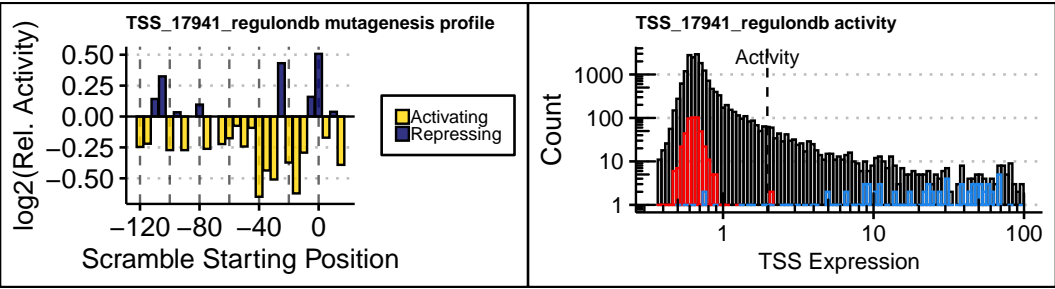 TSS_17941_regulondb mutagenesis profile
log2(Rel. Activity)
0.50
0.25
0.00
−0.25
−0.50
−120 −80 −40 0
Scramble Starting Position
Activating
Repressing
TSS_17941_regulondb activity
Activity
Count
1000
100
10
1
1 10 100
TSS Expression